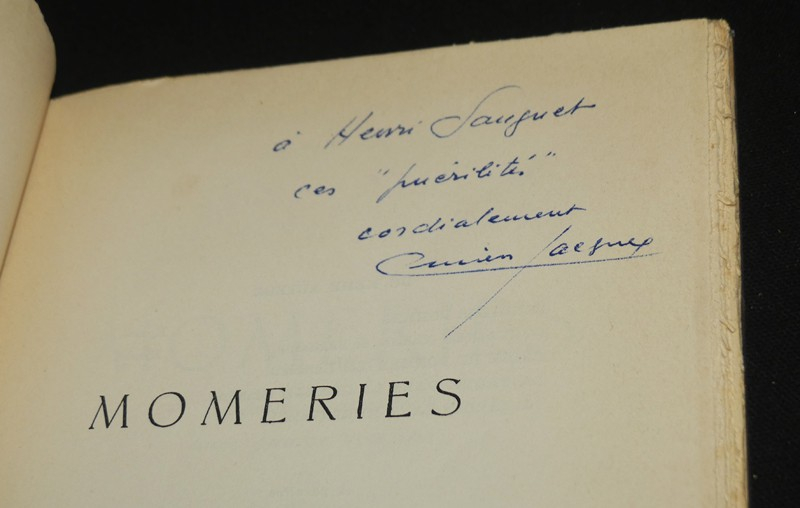 à Henri Sauguet
ces "puérilités"
cordialement
Lucien Jacques
MOMERIES